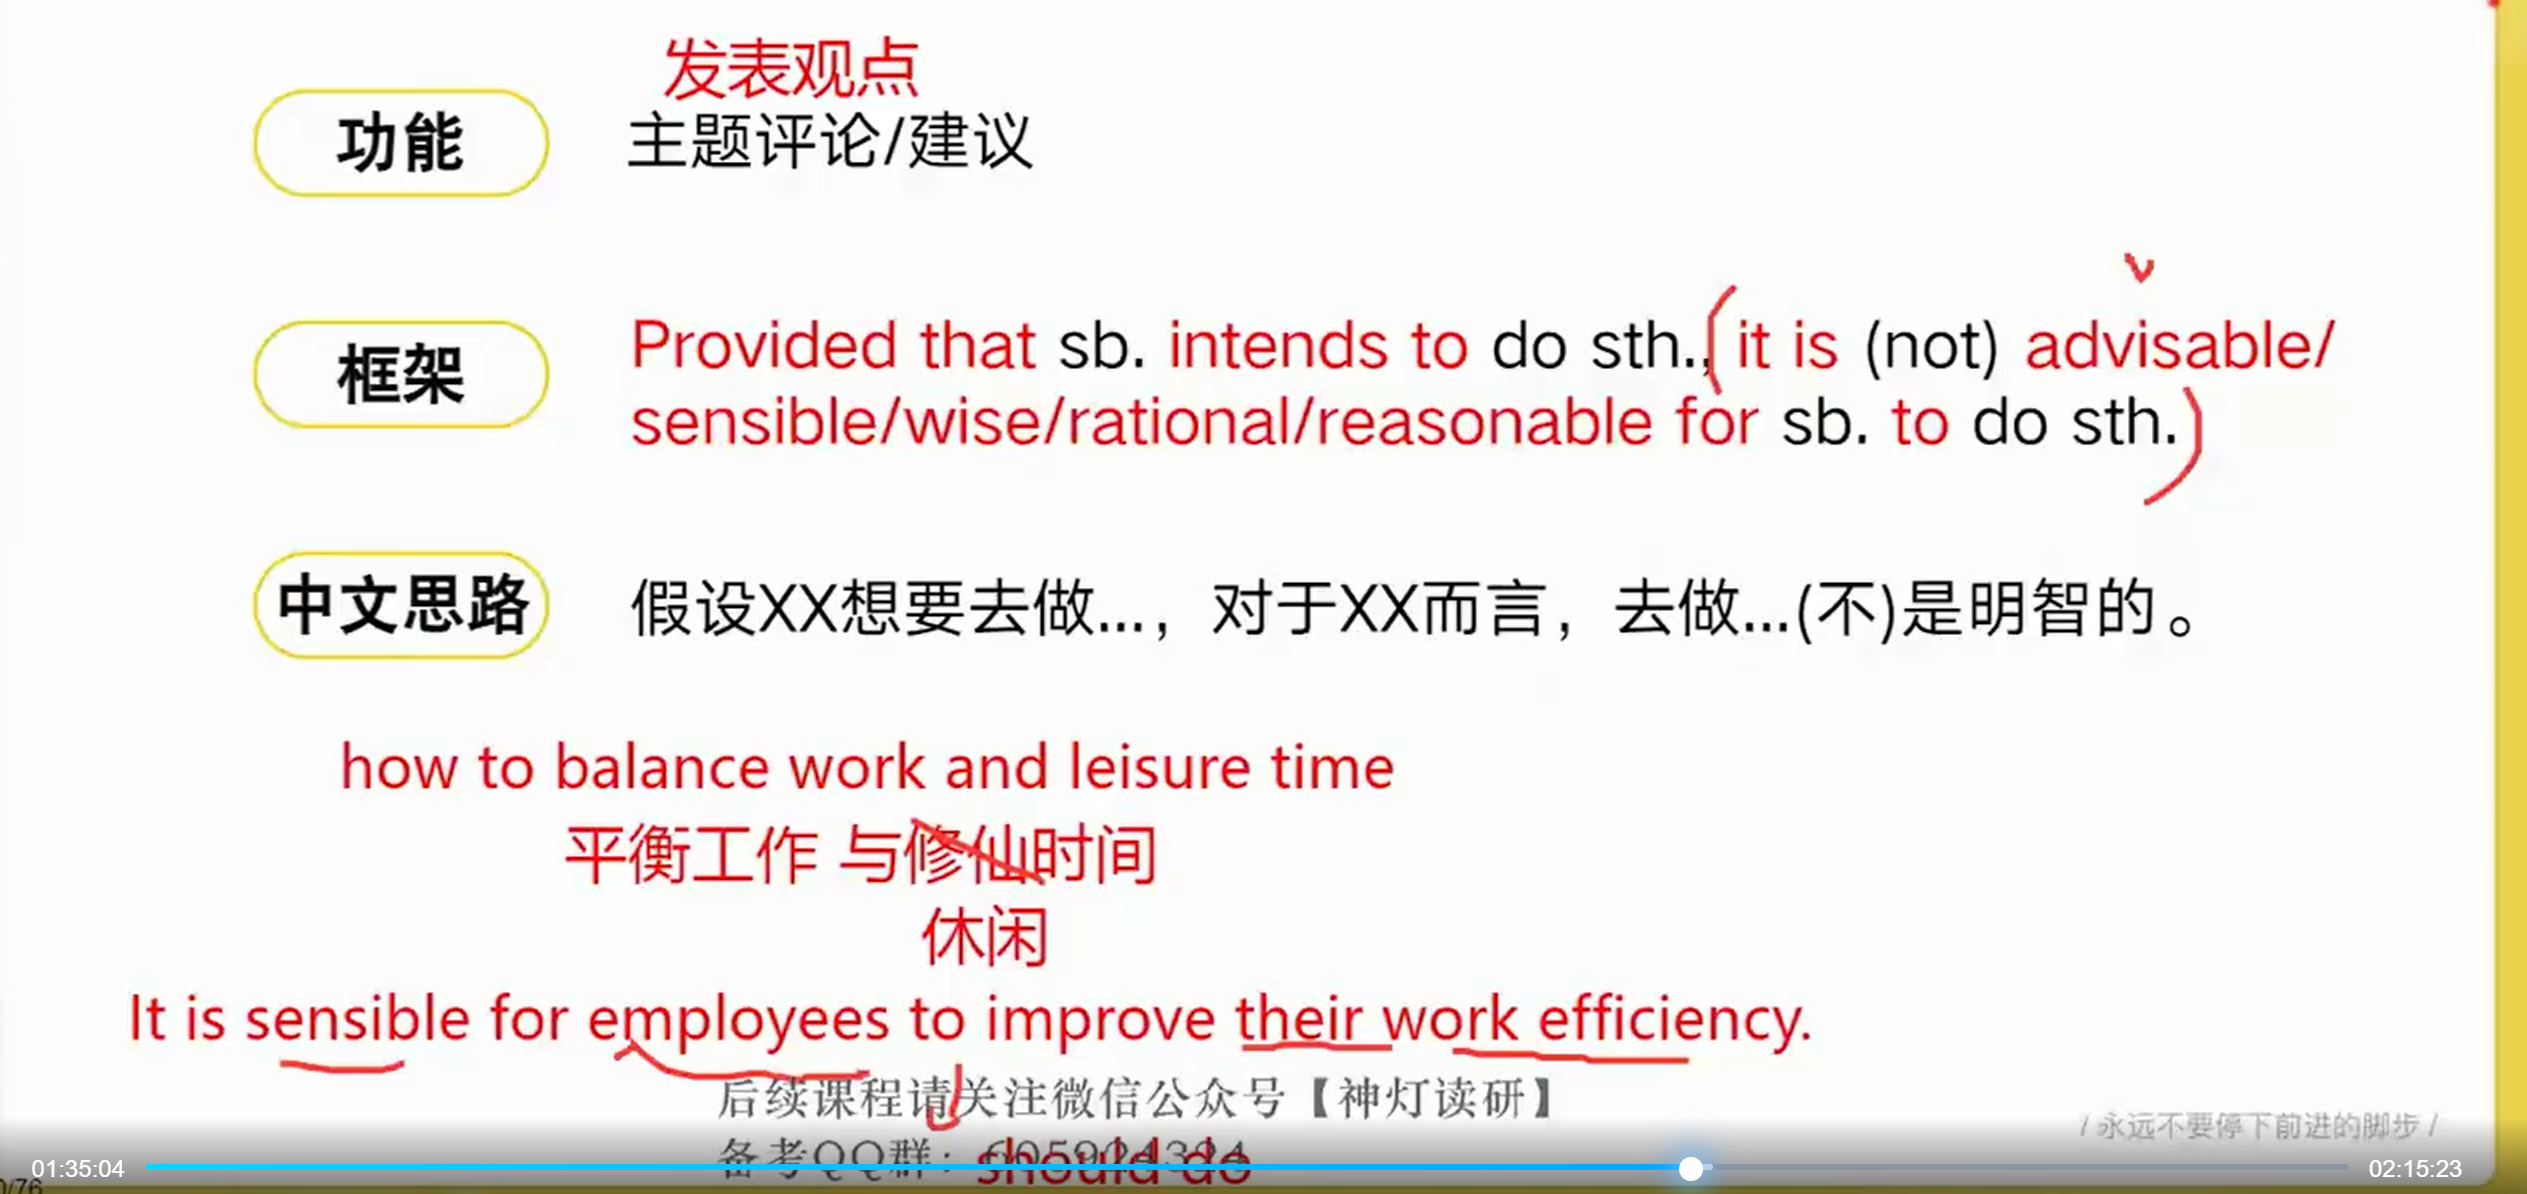 发表观点
功能 主题评论/建议
框架 Provided that sb. intends to do sth., it is (not) advisable/
sensible/wise/rational/reasonable for sb. to do sth.
中文思路 假设XX想要去做...，对于XX而言，去做...(不)是明智的。
how to balance work and leisure time
平衡工作 与修仙时间
休闲
It is sensible for employees to improve their work efficiency.
后续课程请关注微信公众号【神灯读研】
/ 永远不要停下前进的脚步 /
备考QQ群：
should do
01:35:04 02:15:23
/76